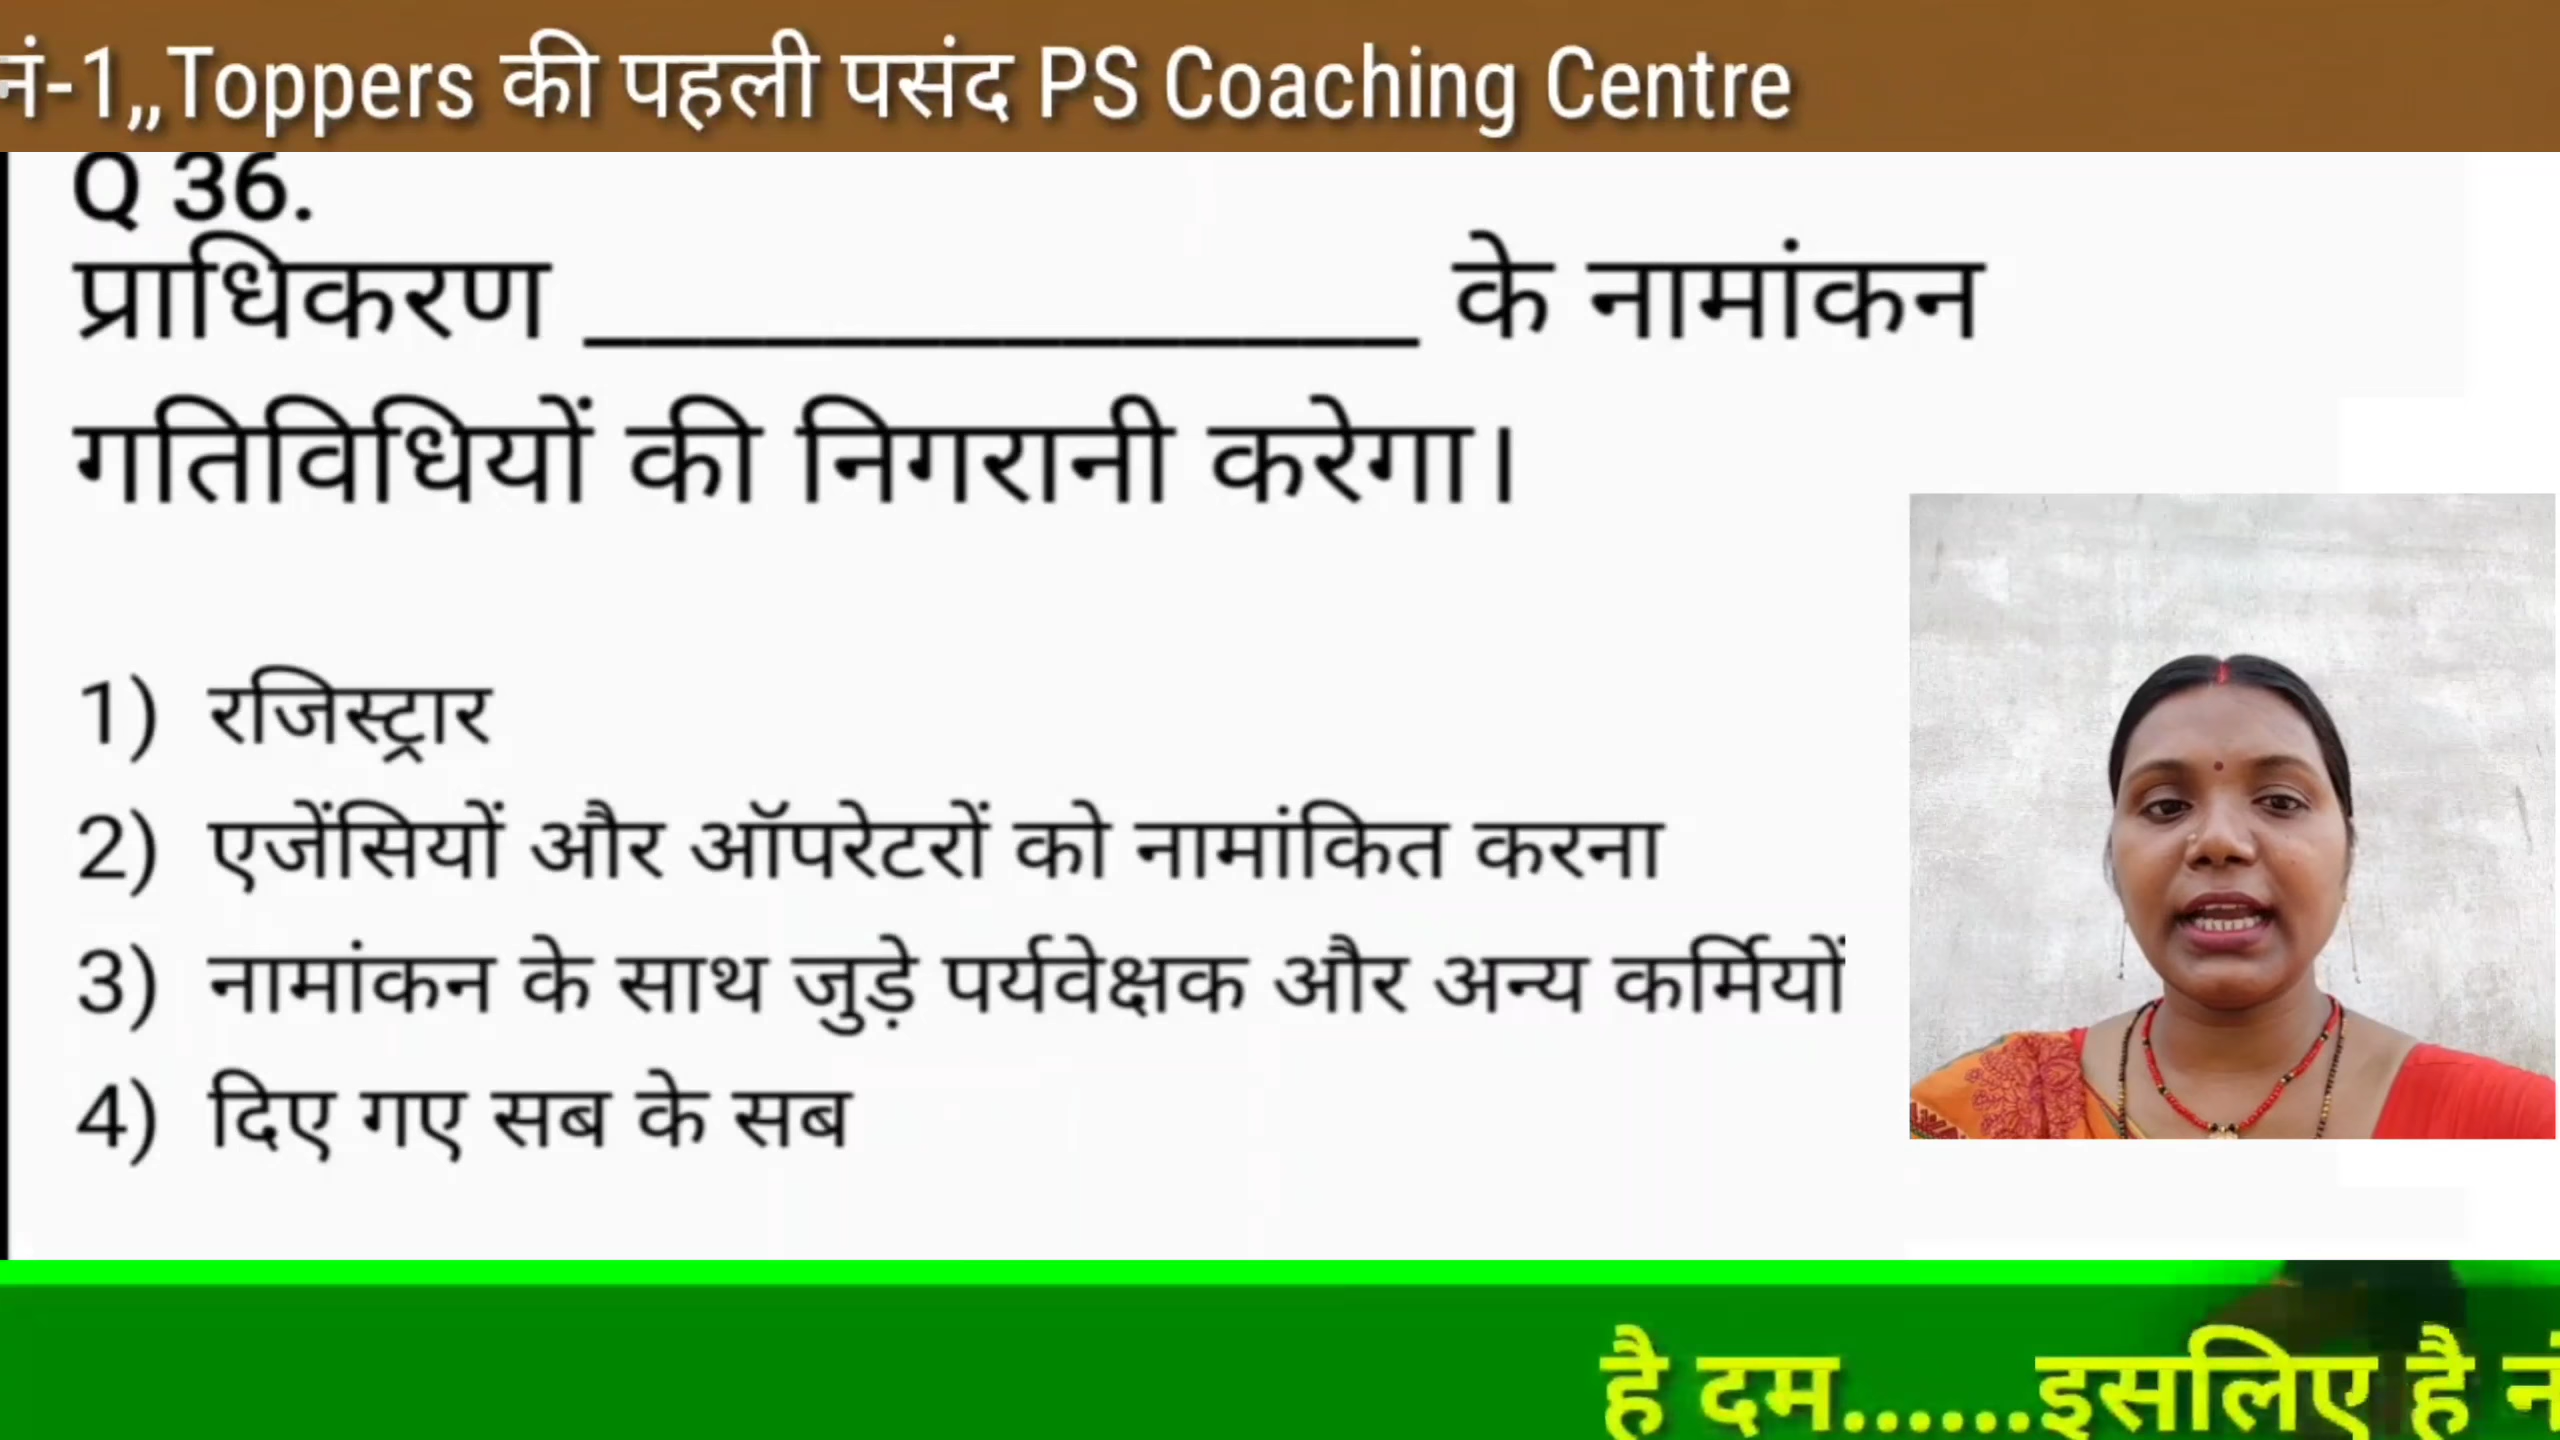 नं-1,,Toppers की पहली पसंद PS Coaching Centre
Q 36.
प्राधिकरण ______________ के नामांकन
गतिविधियों की निगरानी करेगा।
1) रजिस्ट्रार
2) एजेंसियों और ऑपरेटरों को नामांकित करना
3) नामांकन के साथ जुड़े पर्यवेक्षक और अन्य कर्मियों
4) दिए गए सब के सब
है दम......इसलिए है नं